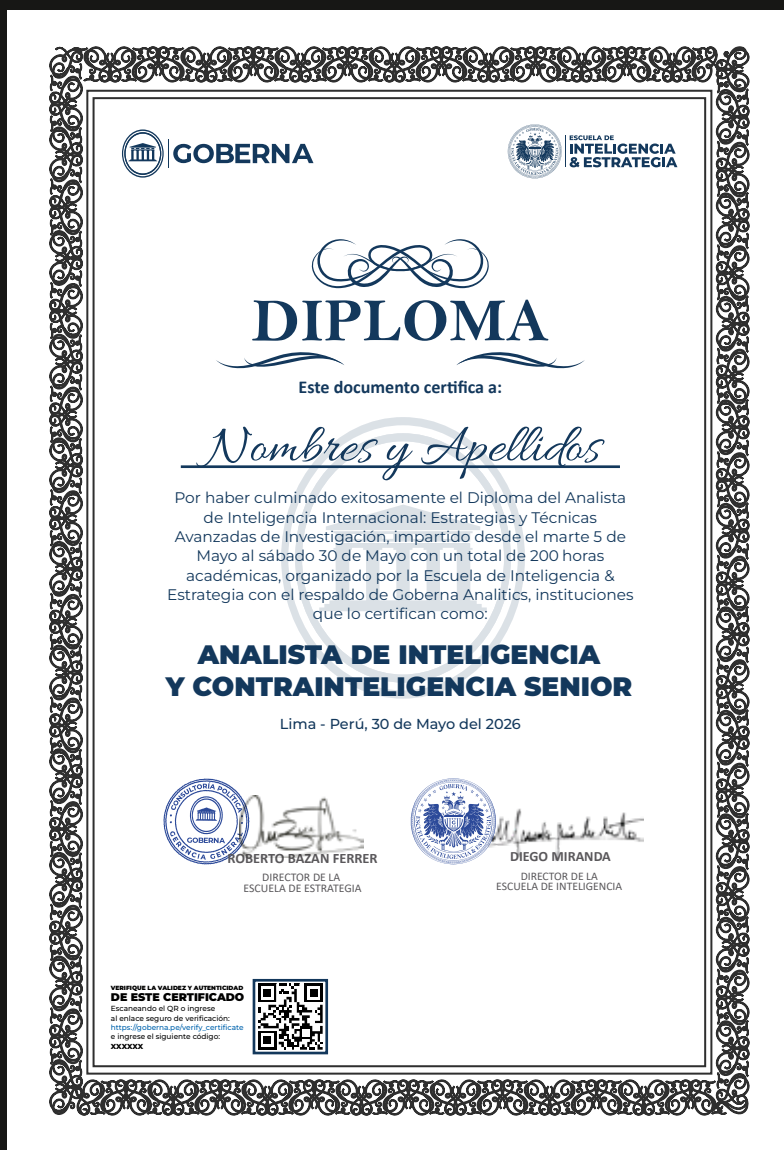 GOBERNA
ESCUELA DE
INTELIGENCIA
& ESTRATEGIA
DIPLOMA
Este documento certifica a:
Nombres y Apellidos
Por haber culminado exitosamente el Diploma del Analista
de Inteligencia Internacional: Estrategias y Técnicas
Avanzadas de Investigación, impartido desde el marte 5 de
Mayo al sábado 30 de Mayo con un total de 200 horas
académicas, organizado por la Escuela de Inteligencia &
Estrategia con el respaldo de Goberna Analitics, instituciones
que lo certifican como:
ANALISTA DE INTELIGENCIA
Y CONTRAINTELIGENCIA SENIOR
Lima - Perú, 30 de Mayo del 2026
CONSULTORÍA POLÍTICA
GOBERNA
GERENCIA GENERAL
ROBERTO BAZAN FERRER
DIRECTOR DE LA
ESCUELA DE ESTRATEGIA
GOBERNA
ESCUELA DE INTELIGENCIA Y ESTRATEGIA
DIEGO MIRANDA
DIRECTOR DE LA
ESCUELA DE INTELIGENCIA
VERIFIQUE LA VALIDEZ Y AUTENTICIDAD
DE ESTE CERTIFICADO
Escaneando el QR o ingrese
al enlace seguro de verificación:
https://goberna.pe/verify_certificate
e ingrese el siguiente código:
xxxxxx